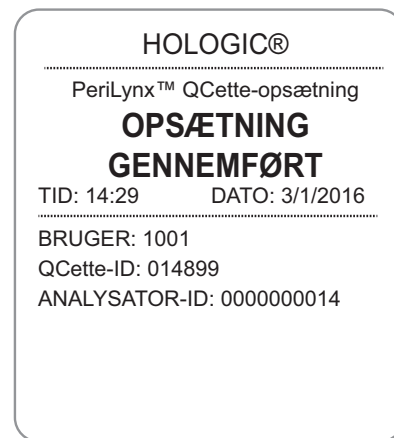 HOLOGIC®
PeriLynx™ QCette-opsætning
OPSÆTNING
GENNEMFØRT
TID: 14:29 DATO: 3/1/2016
BRUGER: 1001
QCette-ID: 014899
ANALYSATOR-ID: 0000000014